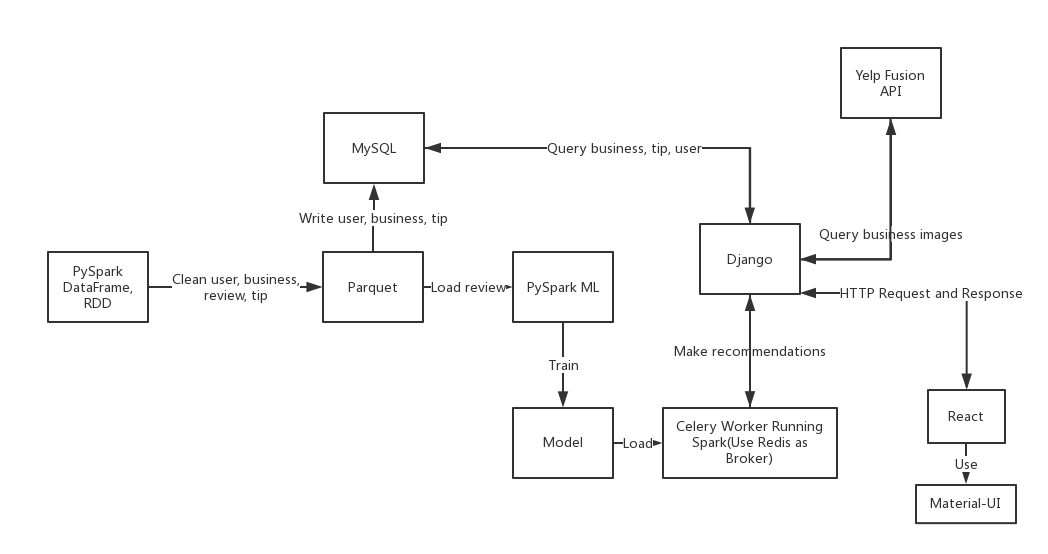 Yelp Fusion
API
MySQL
Query business, tip, user
Write user, business, tip
Query business images
Django
PySpark
DataFrame,
RDD
Clean user, business,
review, tip
Parquet
Load review
PySpark ML
HTTP Request and Response
Make recommendations
Train
React
Model
Load
Celery Worker Running
Spark(Use Redis as
Broker)
Use
Material-UI